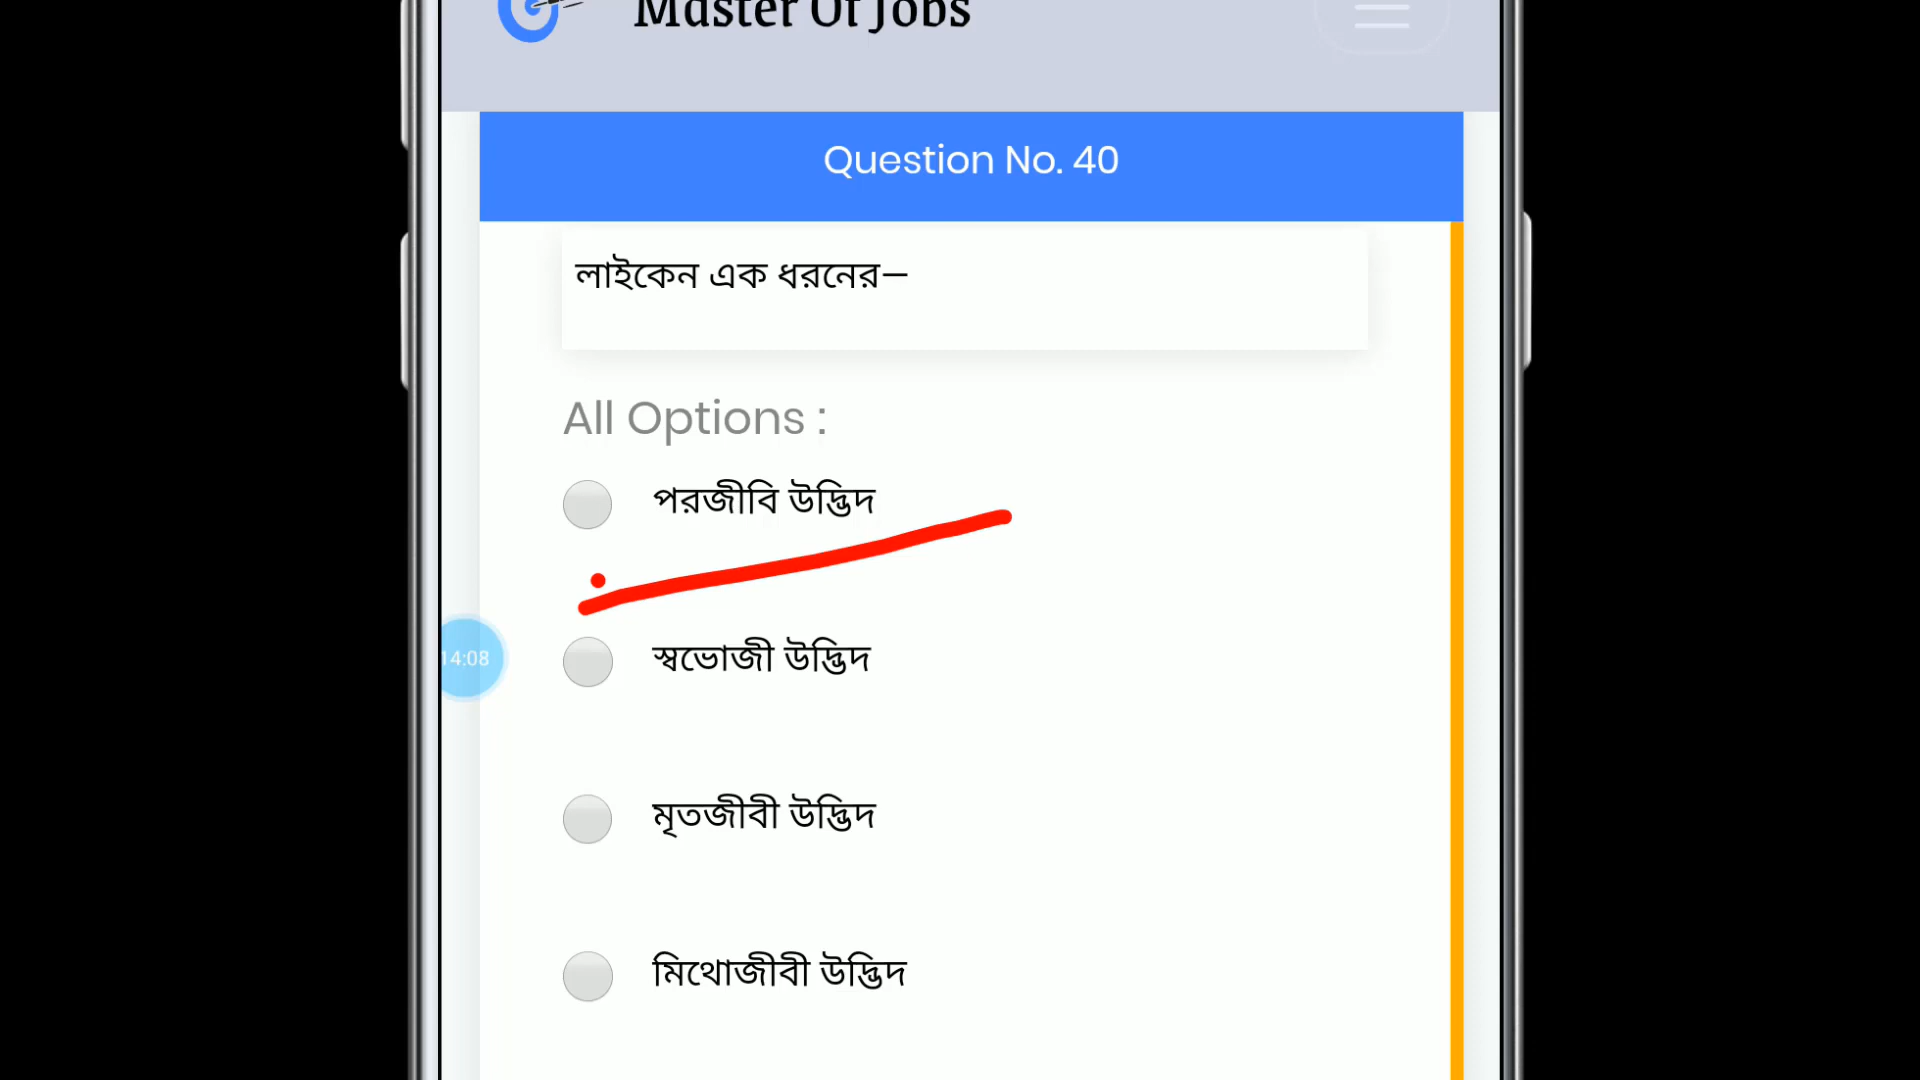 Master Of Jobs
Question No. 40
লাইকেন এক ধরনের—
All Options :
পরজীবি উদ্ভিদ
স্বভোজী উদ্ভিদ
14:08
মৃতজীবী উদ্ভিদ
মিথোজীবী উদ্ভিদ